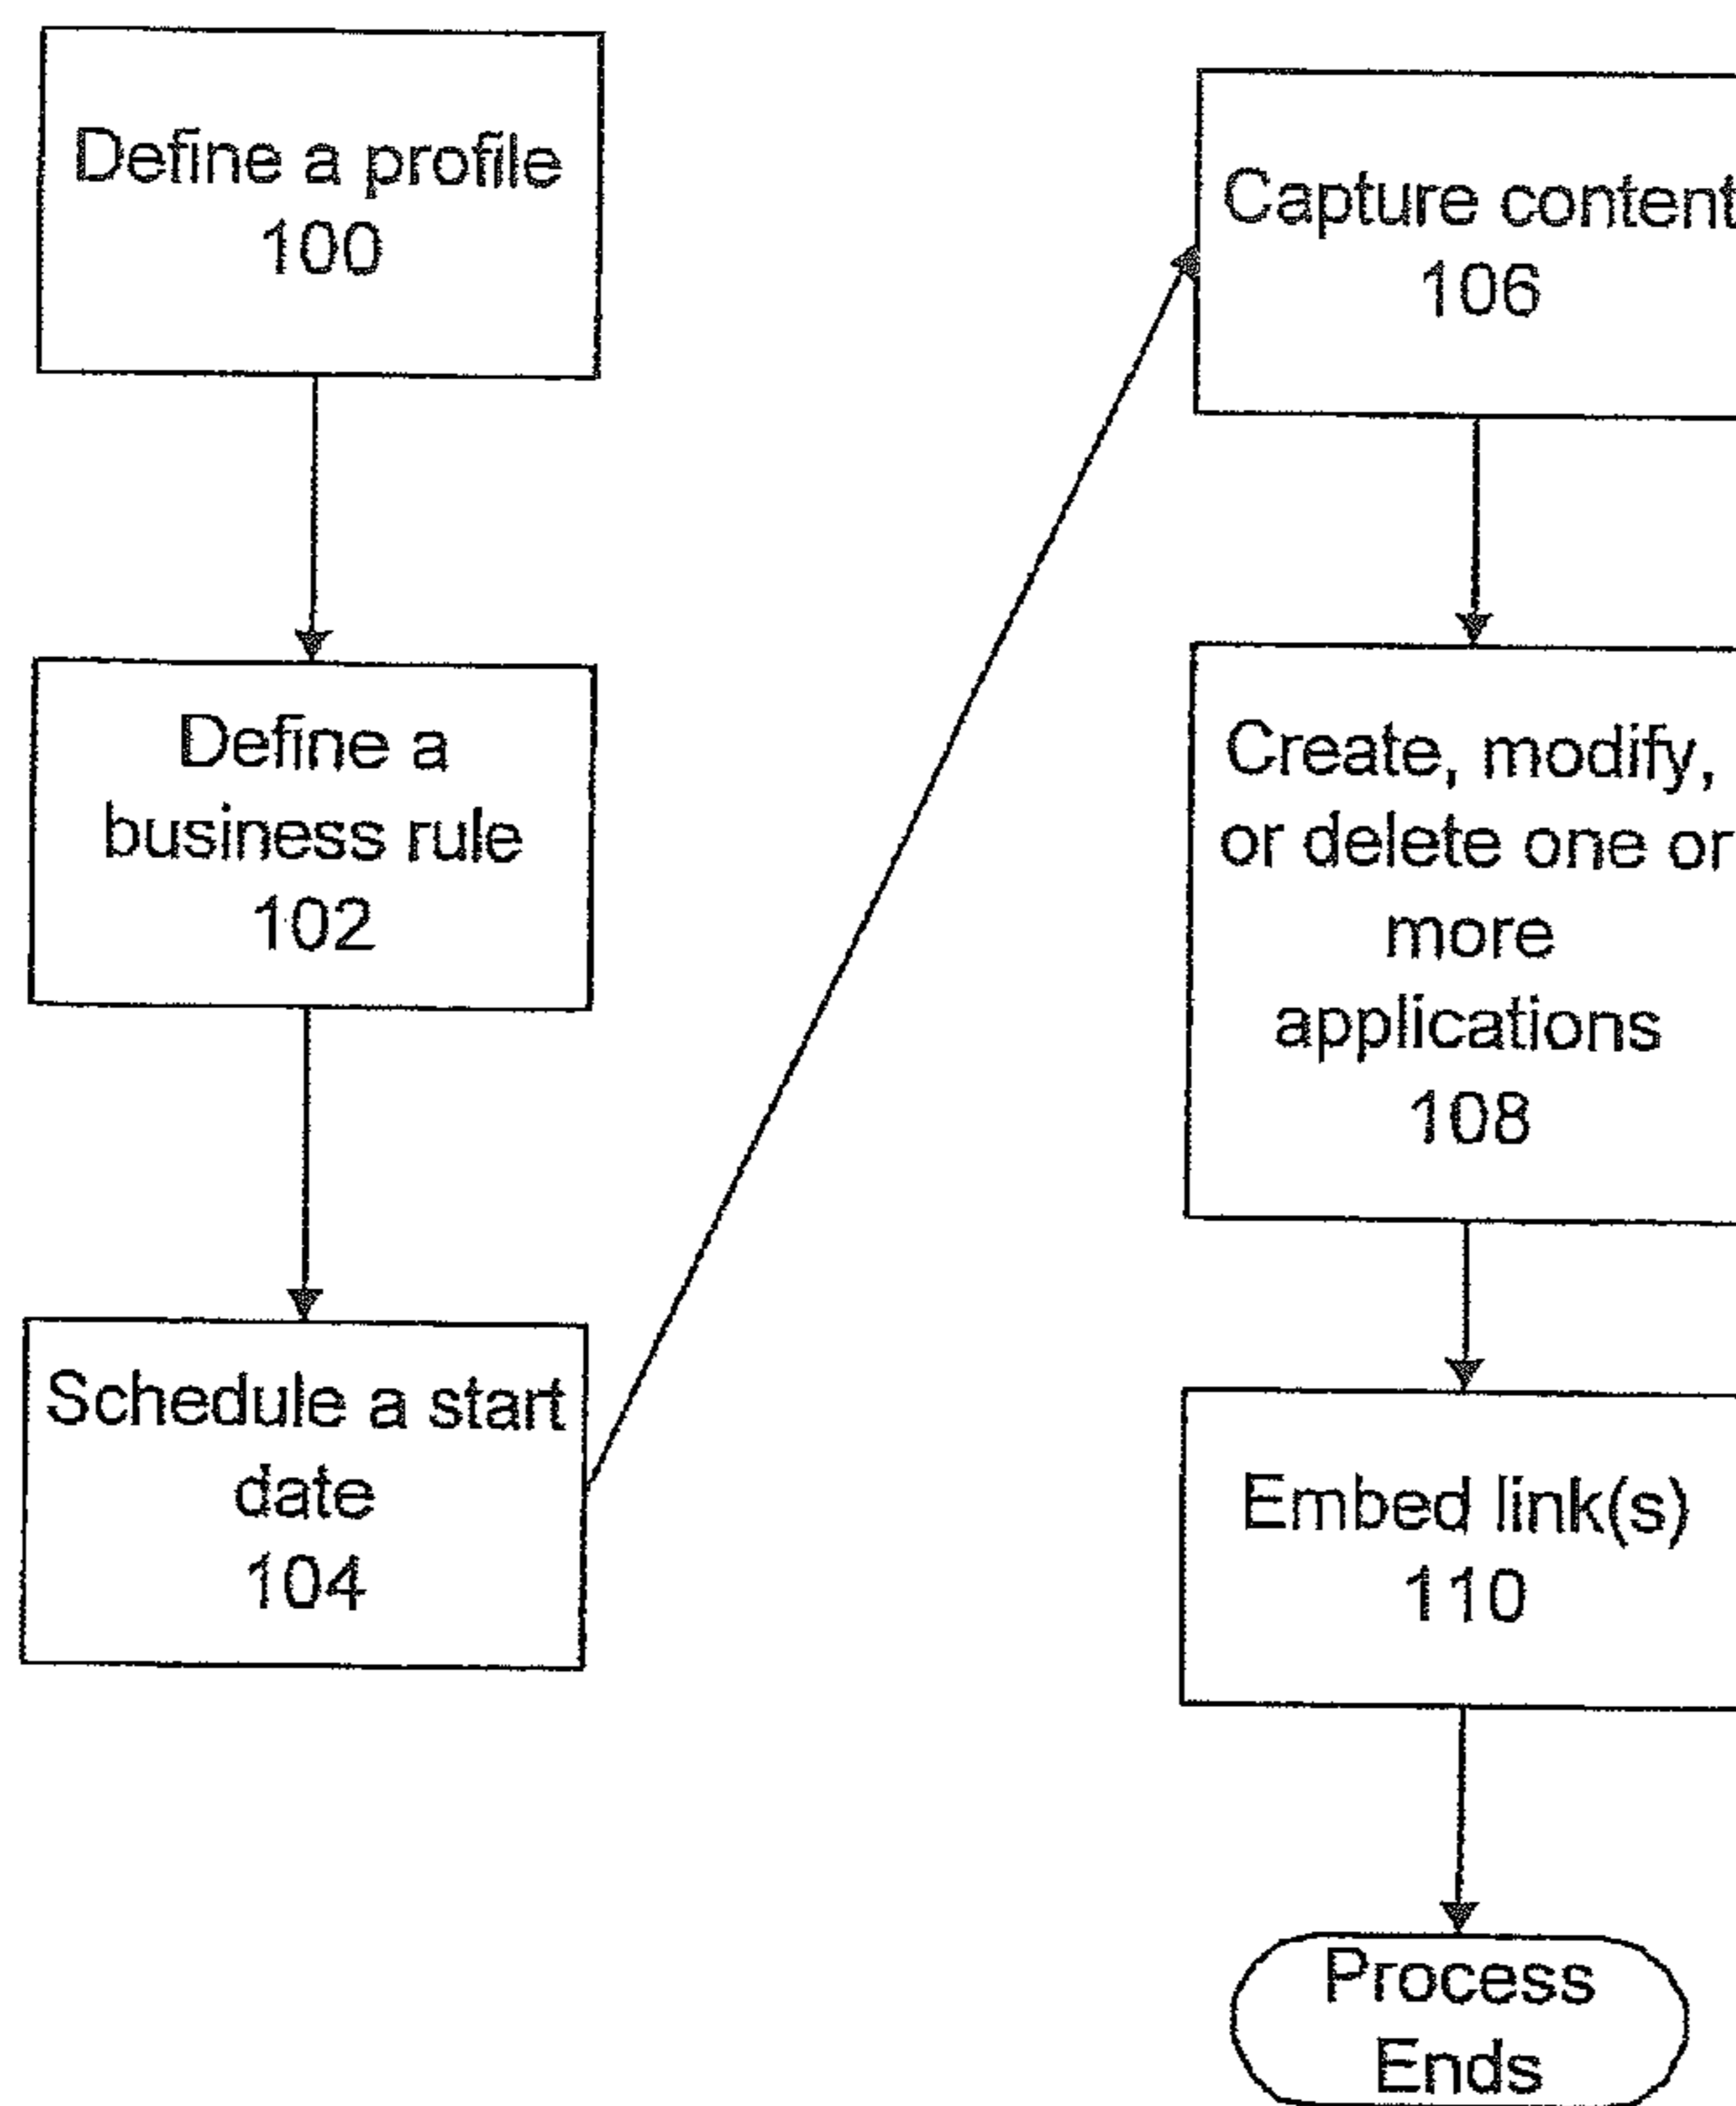 Define a profile
100
Define a
business rule
102
Schedule a start
date
104
Capture content
106
Create, modify,
or delete one or
more
applications
108
Embed link(s)
110
Process
Ends